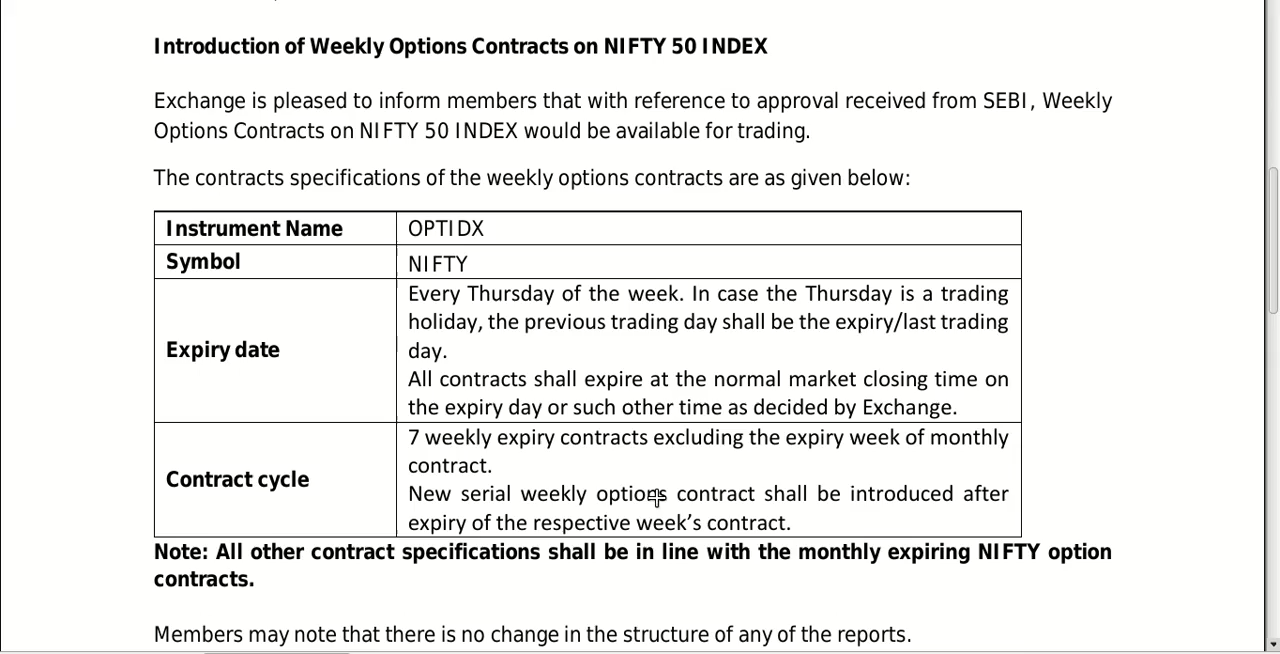 Introduction of Weekly Options Contracts on NIFTY 50 INDEX
Exchange is pleased to inform members that with reference to approval received from SEBI, Weekly
Options Contracts on NIFTY 50 INDEX would be available for trading.
The contracts specifications of the weekly options contracts are as given below:
Instrument Name OPTIDX
Symbol NIFTY
Expiry date
Every Thursday of the week. In case the Thursday is a trading
holiday, the previous trading day shall be the expiry/last trading
day.
All contracts shall expire at the normal market closing time on
the expiry day or such other time as decided by Exchange.
Contract cycle
7 weekly expiry contracts excluding the expiry week of monthly
contract.
New serial weekly options contract shall be introduced after
expiry of the respective week’s contract.
Note: All other contract specifications shall be in line with the monthly expiring NIFTY option
contracts.
Members may note that there is no change in the structure of any of the reports.